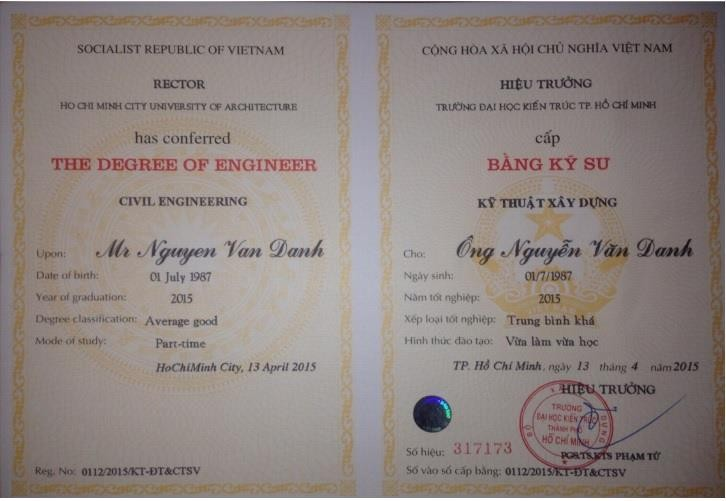 SOCIALIST REPUBLIC OF VIETNAM
RECTOR
HO CHI MINH CITY UNIVERSITY OF ARCHITECTURE
has conferred
THE DEGREE OF ENGINEER
CIVIL ENGINEERING
Upon: Mr Nguyen Van Danh
Date of birth: 01 July 1987
Year of graduation: 2015
Degree classification: Average good
Mode of study: Part-time
HoChiMinh City, 13 April 2015
Reg. No: 0112/2015/KT-ĐT&CTSV
CỘNG HÒA XÃ HỘI CHỦ NGHĨA VIỆT NAM
HIỆU TRƯỞNG
TRƯỜNG ĐẠI HỌC KIẾN TRÚC TP. HỒ CHÍ MINH
cấp
BẰNG KỸ SƯ
KỸ THUẬT XÂY DỰNG
Cho: Ông Nguyễn Văn Danh
Ngày sinh: 01/7/1987
Năm tốt nghiệp: 2015
Xếp loại tốt nghiệp: Trung bình khá
Hình thức đào tạo: Vừa làm vừa học
TP. Hồ Chí Minh, ngày 13 tháng 4 năm 2015
HIỆU TRƯỞNG
TRƯỜNG
ĐẠI HỌC KIẾN TRÚC
THÀNH PHỐ
HỒ CHÍ MINH
Số hiệu: 317173
PGS.TS.KTS PHẠM TỨ
Số vào sổ cấp bằng: 0112/2015/KT-ĐT&CTSV